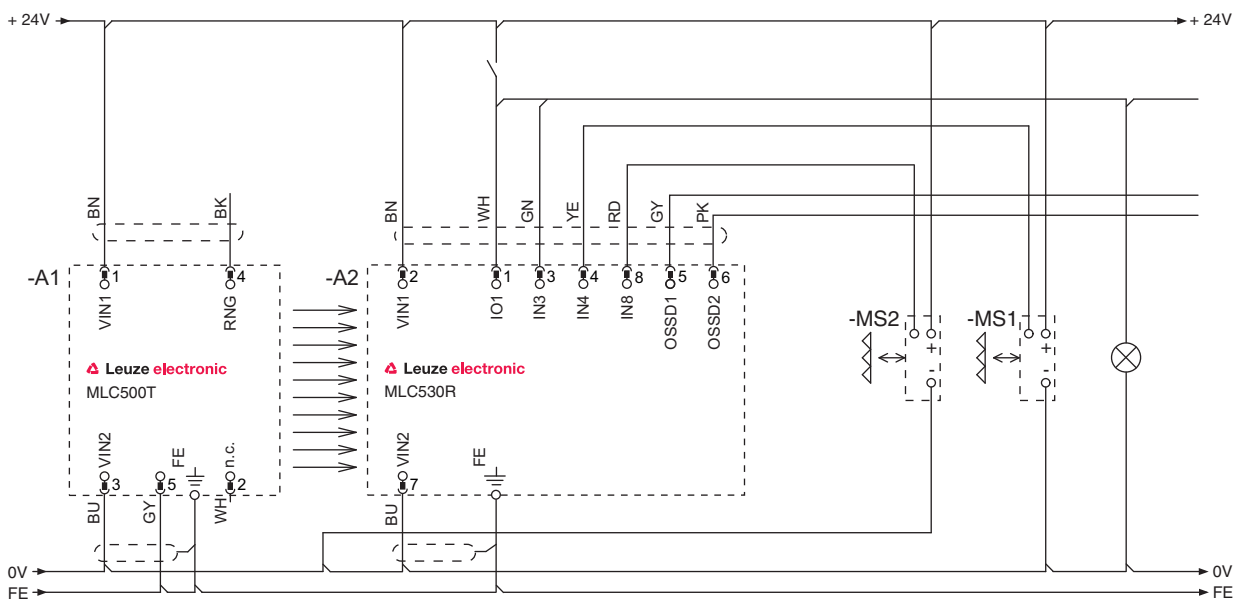 + 24V
+ 24V
BN
BK
BN
WH
GN
YE
RD
GY
PK
-A1
1
4
-A2
2
1
3
4
8
5
6
VIN1
RNG
VIN1
IO1
IN3
IN4
IN8
OSSD1
OSSD2
-MS2
-MS1
+
-
+
-
Leuze electronic
MLC500T
Leuze electronic
MLC530R
VIN2
FE
n.c.
VIN2
FE
3
5
2
7
BU
GY
WH
BU
0V
0V
FE
FE